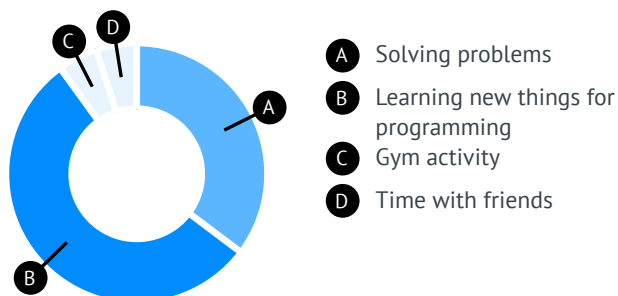 D
C
A
B
A Solving problems
B Learning new things for
programming
C Gym activity
D Time with friends